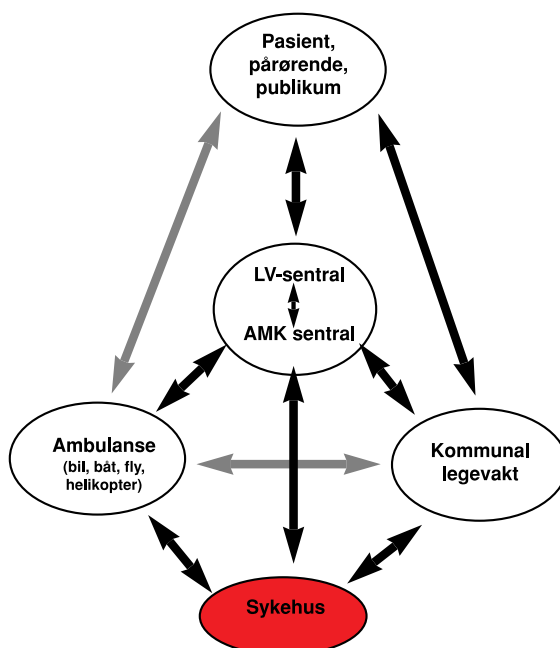 Pasient,
pårørende,
publikum
LV-sentral
AMK sentral
Ambulanse
(bil, båt, fly,
helikopter)
Kommunal
legevakt
Sykehus